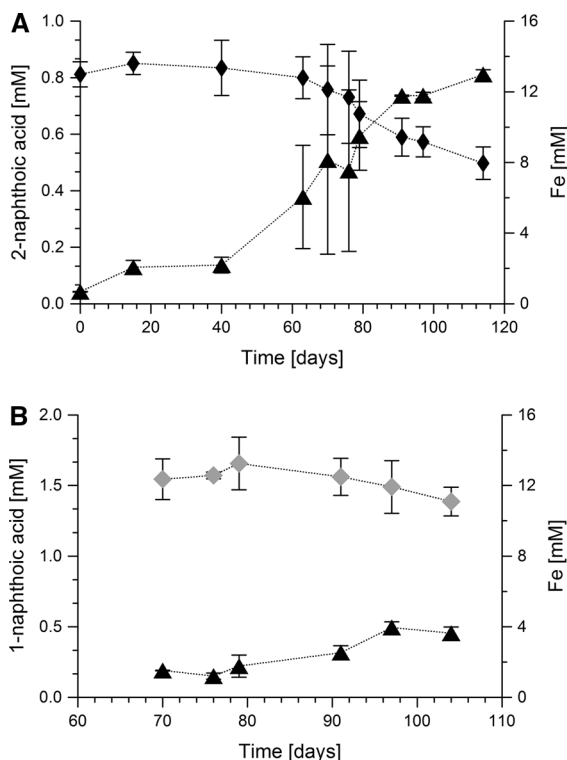 A
1.0
0.8
0.6
0.4
0.2
0.0
2-naphthoic acid [mM]
16
12
8
4
0
Fe [mM]
0 20 40 60 80 100 120
Time [days]
B
2.0
1.5
1.0
0.5
0.0
1-naphthoic acid [mM]
16
12
8
4
0
Fe [mM]
60 70 80 90 100 110
Time [days]